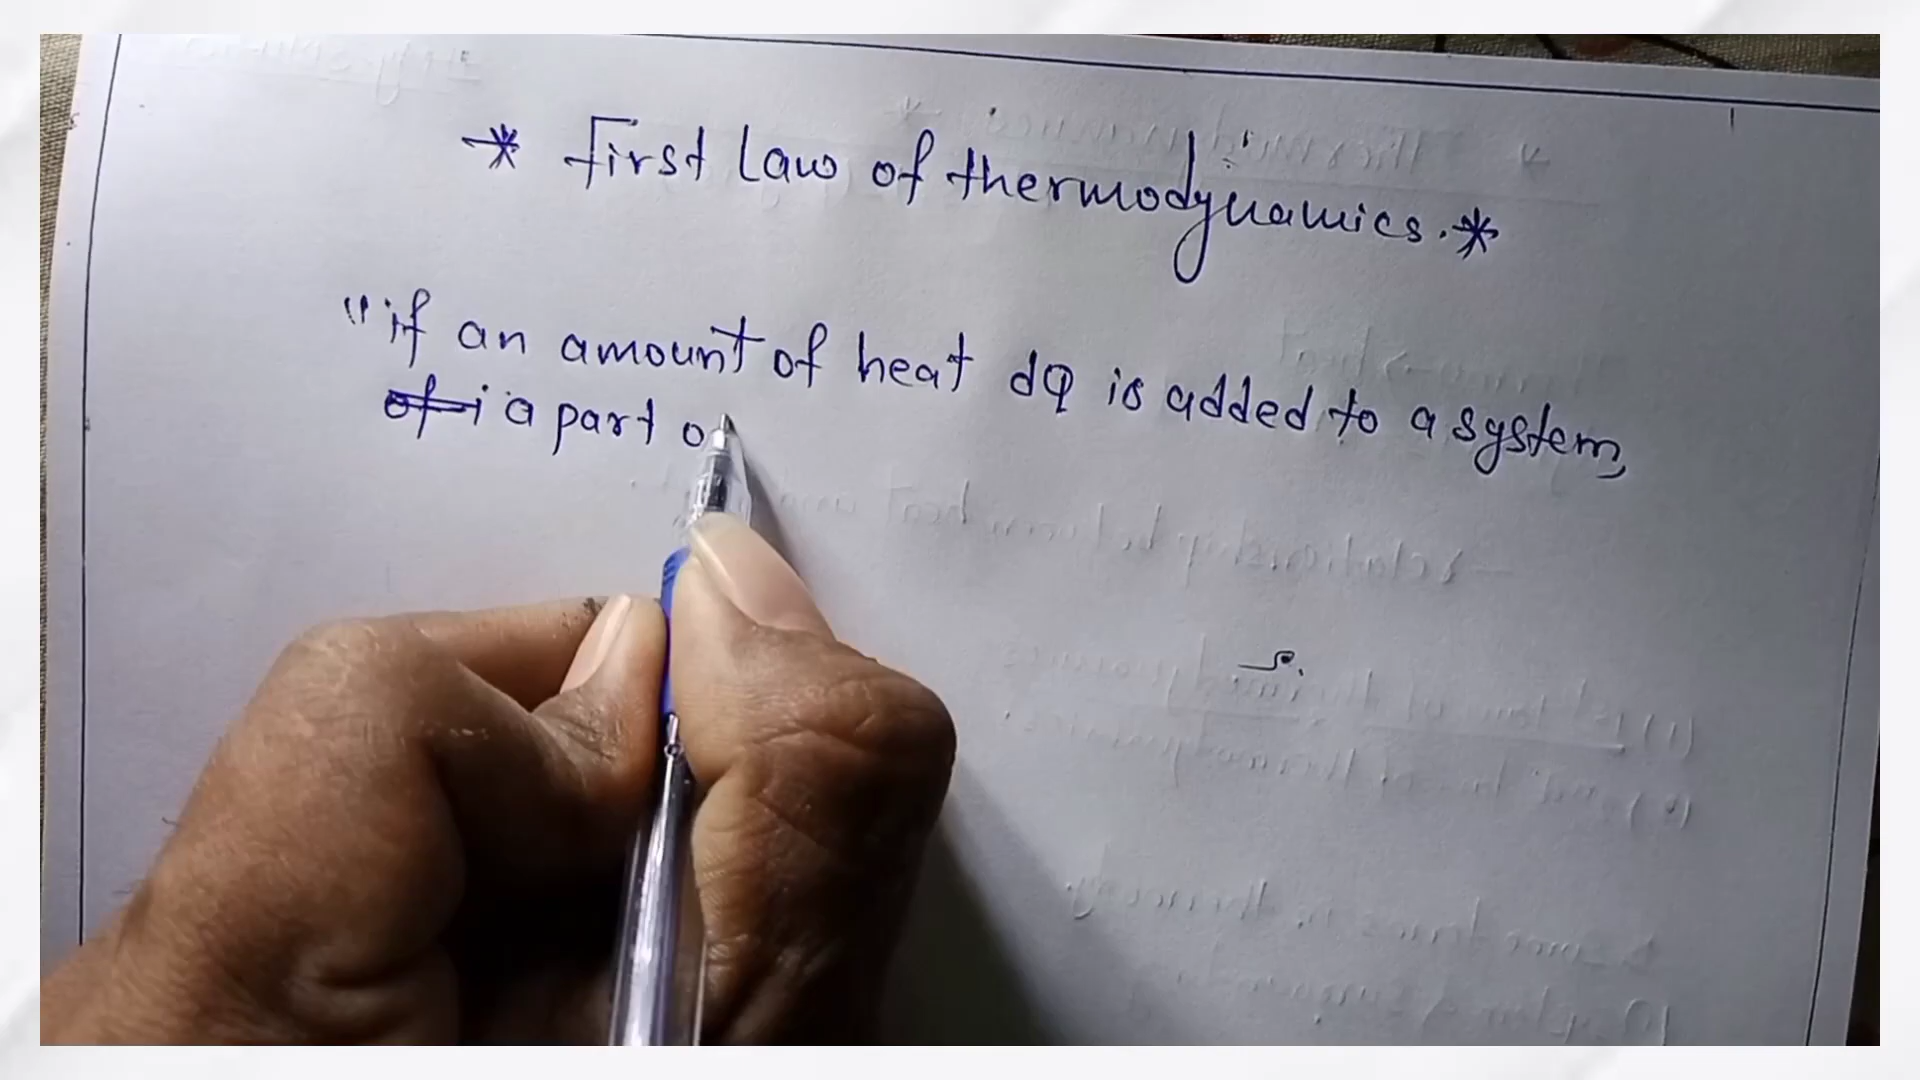 * First Law of thermodynamics. *
"if an amount of heat dQ is added to a system,
of i a part o